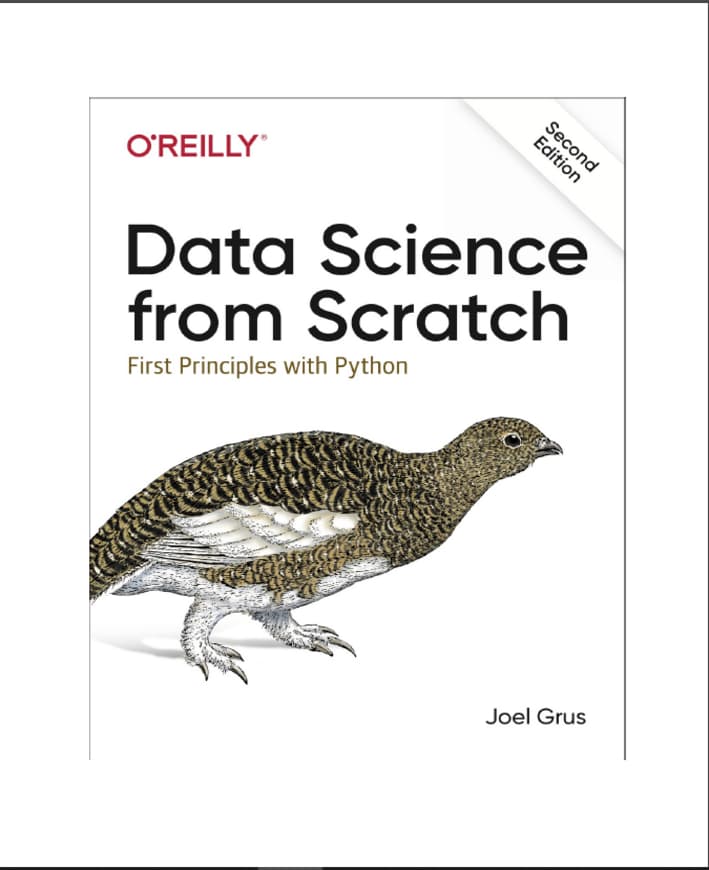 O'REILLY®
Second
Edition
Data Science
from Scratch
First Principles with Python
Joel Grus